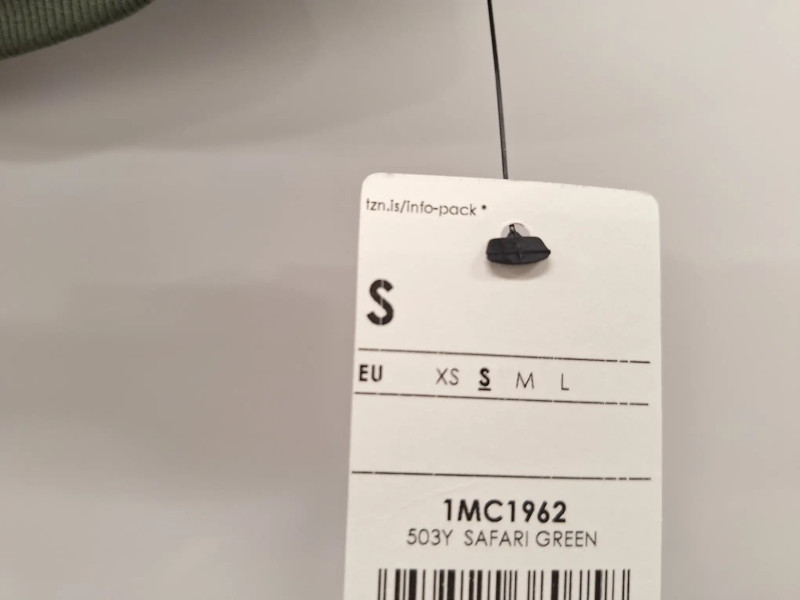 tzn.is/info-pack *
S
EU XS S M L
1MC1962
503Y SAFARI GREEN